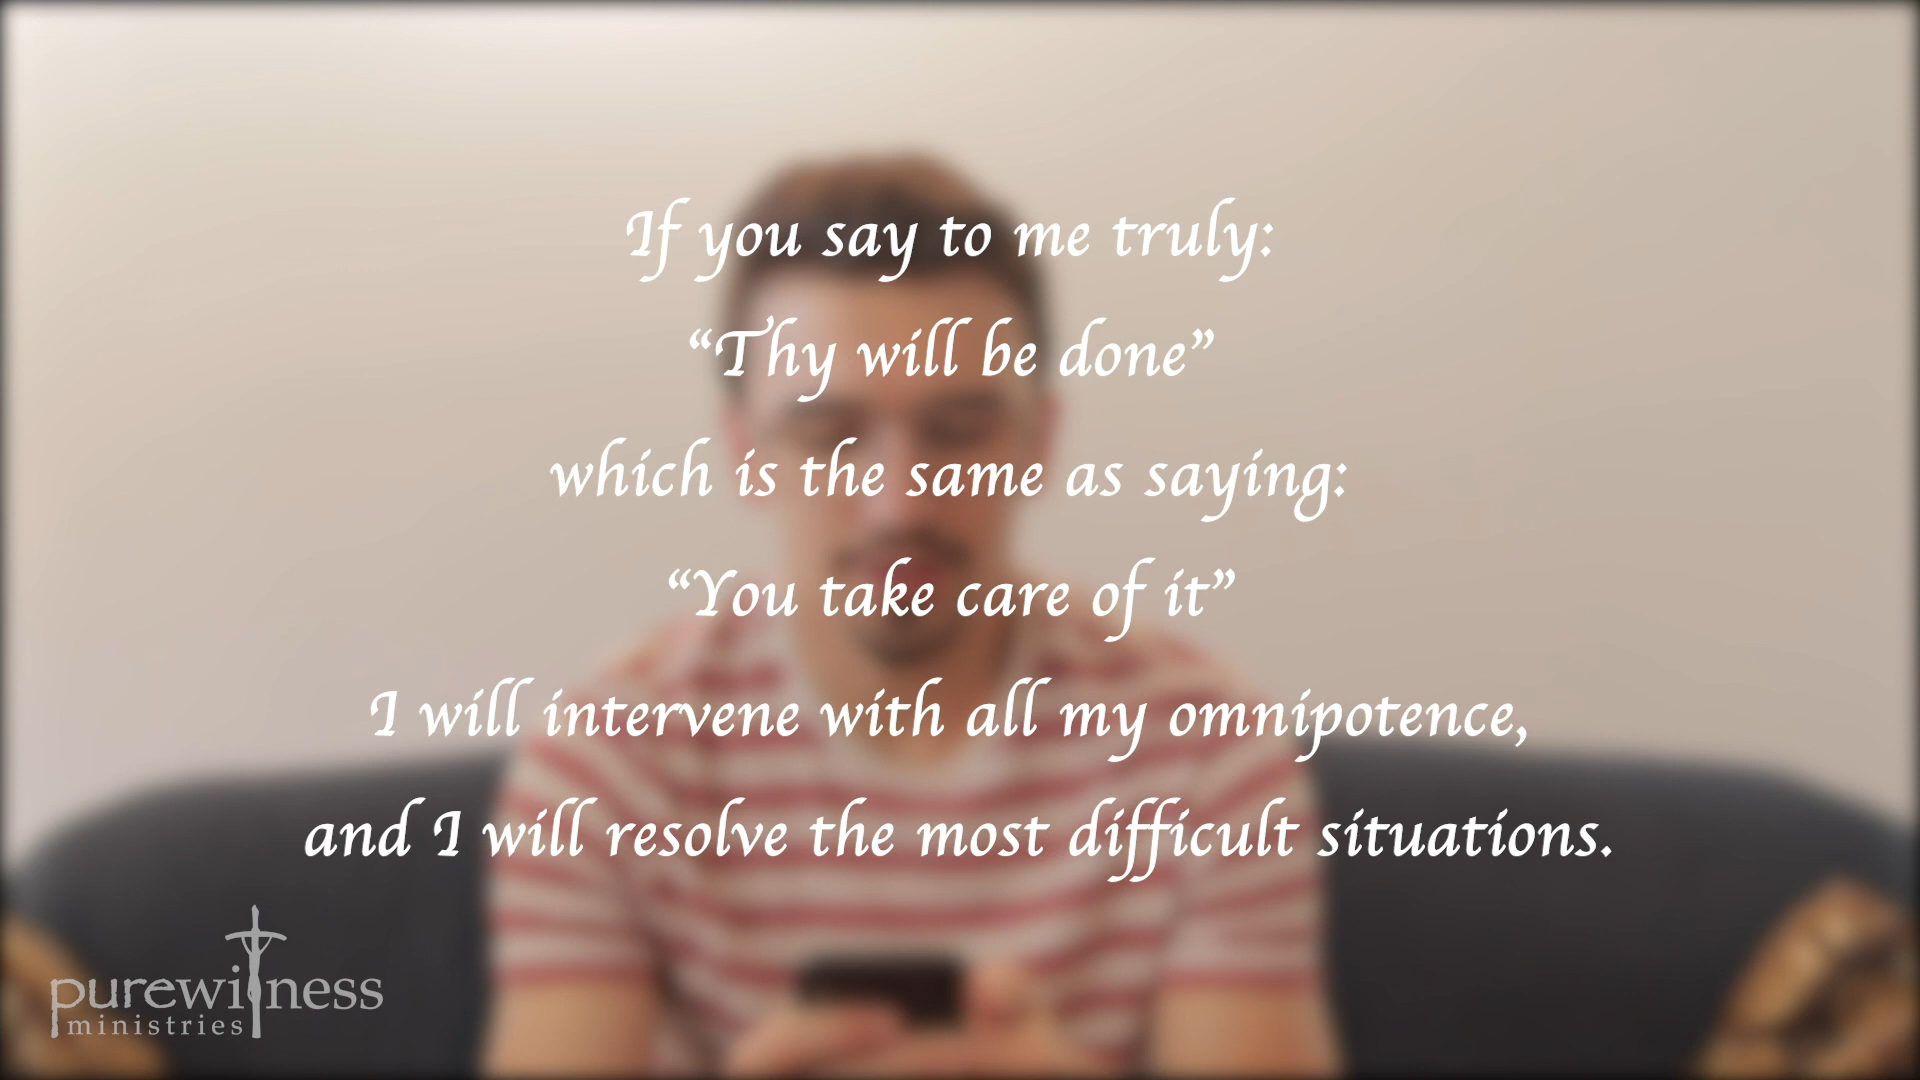 If you say to me truly:
“Thy will be done”
which is the same as saying:
“You take care of it”
I will intervene with all my omnipotence,
and I will resolve the most difficult situations.
purewitness
ministries